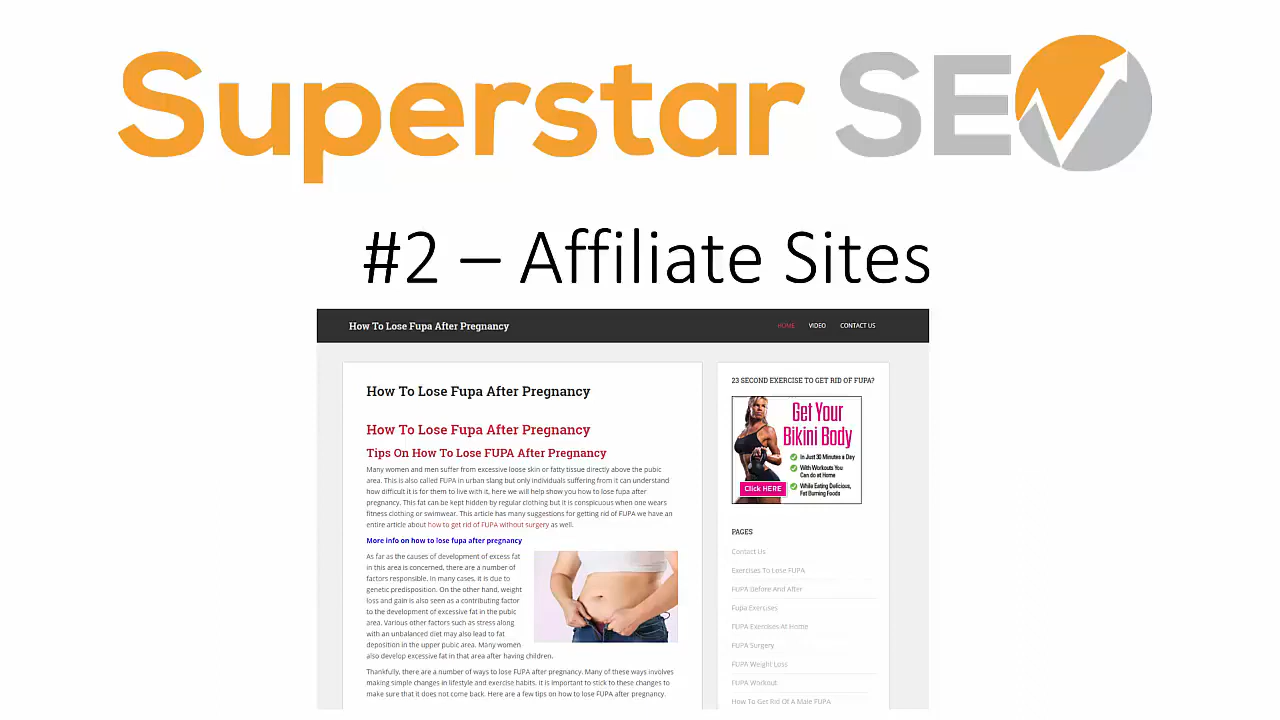 Superstar SEO
#2 – Affiliate Sites
How To Lose Fupa After Pregnancy
HOME VIDEO CONTACT US
How To Lose Fupa After Pregnancy
How To Lose Fupa After Pregnancy
Tips On How To Lose FUPA After Pregnancy
Many women and men suffer from excessive loose skin or fatty tissue directly above the pubic
area. This is also called FUPA in urban slang but only individuals suffering from it can understand
how difficult it is for them to live with it, here we will help show you how to lose fupa after
pregnancy. This fat can be kept hidden by regular clothing but it is conspicuous when one wears
fitness clothing or swimwear. This article has many suggestions for getting rid of FUPA we have an
entire article about how to get rid of FUPA without surgery as well.
More info on how to lose fupa after pregnancy
As far as the causes of development of excess fat
in this area is concerned, there are a number of
factors responsible. In many cases, it is due to
genetic predisposition. On the other hand, weight
loss and gain is also seen as a contributing factor
to the development of excessive fat in the pubic
area. Various other factors such as stress along
with an unbalanced diet may also lead to fat
deposition in the upper pubic area. Many women
also develop excessive fat in that area after having children.
Thankfully, there are a number of ways to lose FUPA after pregnancy. Many of these ways involves
making simple changes in lifestyle and exercise habits. It is important to stick to these changes to
make sure that it does not come back. Here are a few tips on how to lose FUPA after pregnancy.
23 SECOND EXERCISE TO GET RID OF FUPA?
Get Your
Bikini Body
In Just 30 Minutes a Day
With Workouts You
Can do at Home
While Eating Delicious,
Fat Burning Foods
Click HERE
PAGES
Contact Us
Exercises To Lose FUPA
FUPA Before And After
Fupa Exercises
FUPA Exercises At Home
FUPA Surgery
FUPA Weight Loss
FUPA Workout
How To Get Rid Of A Male FUPA